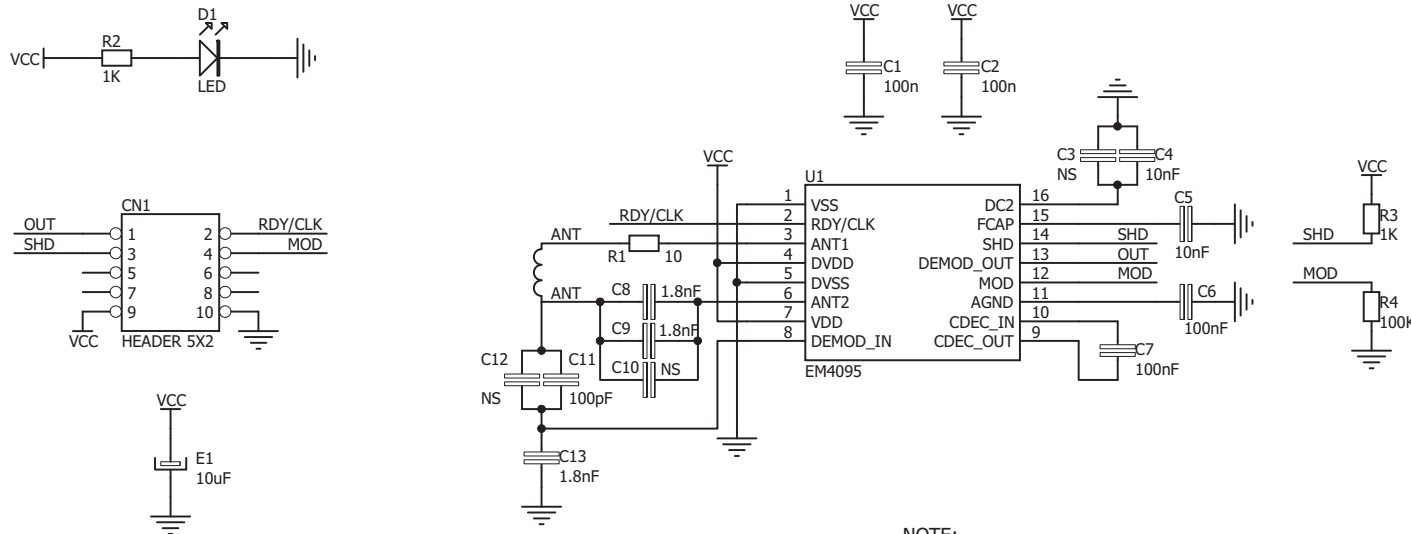 D1
R2
VCC
1K
LED
VCC
C1
100n
VCC
C2
100n
CN1
OUT 1 2 RDY/CLK
SHD 3 4 MOD
5 6
7 8
9 10
VCC
HEADER 5X2
VCC
E1
10uF
VCC
U1
1 VSS
RDY/CLK 2 RDY/CLK
ANT
R1 10
3 ANT1
4 DVDD
5 DVSS
ANT
6 ANT2
7 VDD
8 DEMOD_IN
EM4095
C8 1.8nF
C9 1.8nF
C10 NS
C12
NS
C11
100pF
C13
1.8nF
DC2 16
FCAP 15
SHD 14 SHD
DEMOD_OUT 13 OUT
MOD 12 MOD
AGND 11
CDEC_IN 10
CDEC_OUT 9
C3
NS
C4
10nF
C5
10nF
C6
100nF
C7
100nF
VCC
SHD
R3
1K
MOD
R4
100K